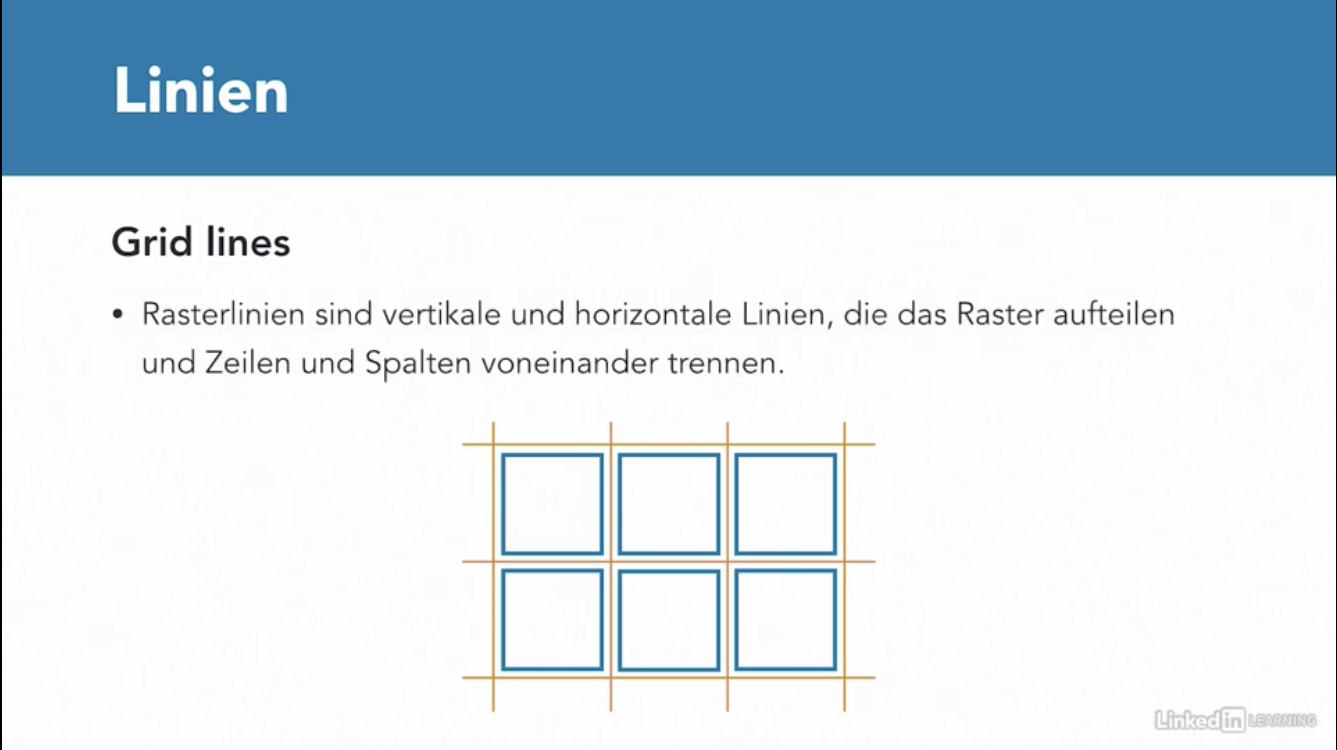 Linien
Grid lines
• Rasterlinien sind vertikale und horizontale Linien, die das Raster aufteilen
und Zeilen und Spalten voneinander trennen.
Linked in LEARNING